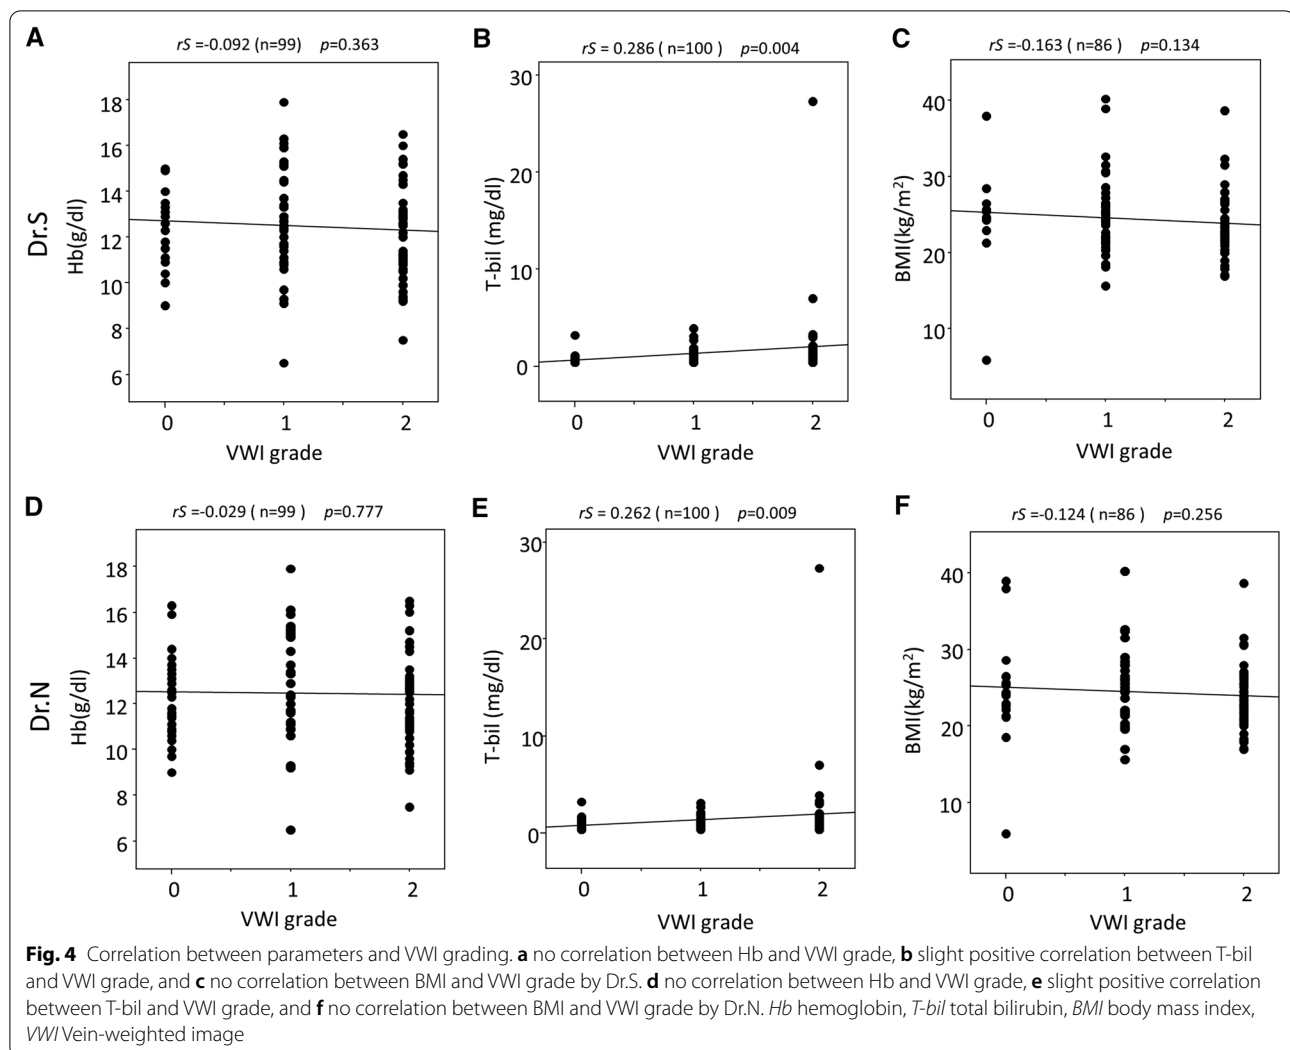 A
rS =-0.092 (n=99) p=0.363
Dr.S
Hb(g/dl)
18
16
14
12
10
8
6
0 1 2
VWI grade
B
rS = 0.286 ( n=100 ) p=0.004
T-bil (mg/dl)
30
20
10
0
0 1 2
VWI grade
C
rS =-0.163 ( n=86 ) p=0.134
BMI(kg/m²)
40
30
20
10
0 1 2
VWI grade
D
rS =-0.029 ( n=99 ) p=0.777
Dr.N
Hb(g/dl)
18
16
14
12
10
8
6
0 1 2
VWI grade
E
rS = 0.262 ( n=100 ) p=0.009
T-bil (mg/dl)
30
20
10
0
0 1 2
VWI grade
F
rS =-0.124 ( n=86 ) p=0.256
BMI(kg/m²)
40
30
20
10
0 1 2
VWI grade
Fig. 4 Correlation between parameters and VWI grading. a no correlation between Hb and VWI grade, b slight positive correlation between T-bil
and VWI grade, and c no correlation between BMI and VWI grade by Dr.S. d no correlation between Hb and VWI grade, e slight positive correlation
between T-bil and VWI grade, and f no correlation between BMI and VWI grade by Dr.N. Hb hemoglobin, T-bil total bilirubin, BMI body mass index,
VWI Vein-weighted image